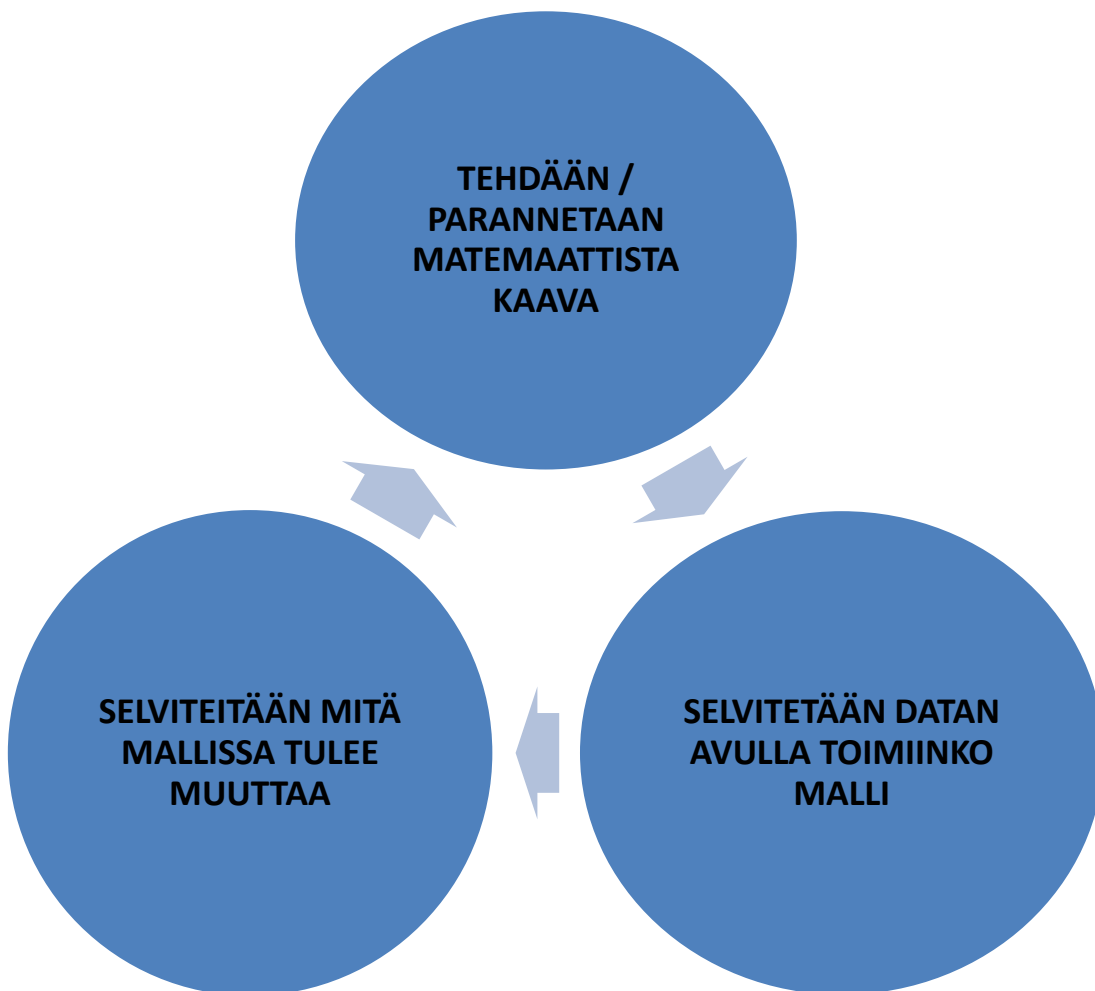 TEHDÄÄN /
PARANNETAAN
MATEMAATTISTA
KAAVA
SELVITEITÄÄN MITÄ
MALLISSA TULEE
MUUTTAA
SELVITETÄÄN DATAN
AVULLA TOIMIINKO
MALLI